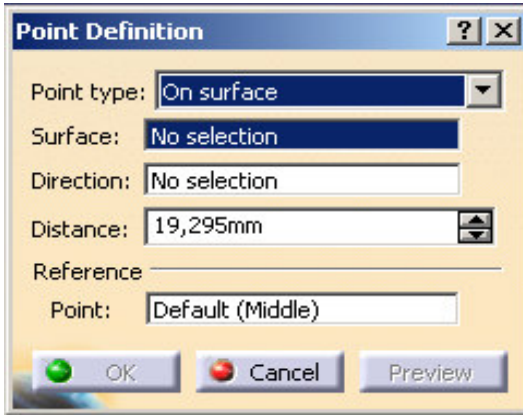 Point Definition ?
Point type: On surface
Surface: No selection
Direction: No selection
Distance: 19,295mm
Reference
Point: Default (Middle)
OK Cancel Preview